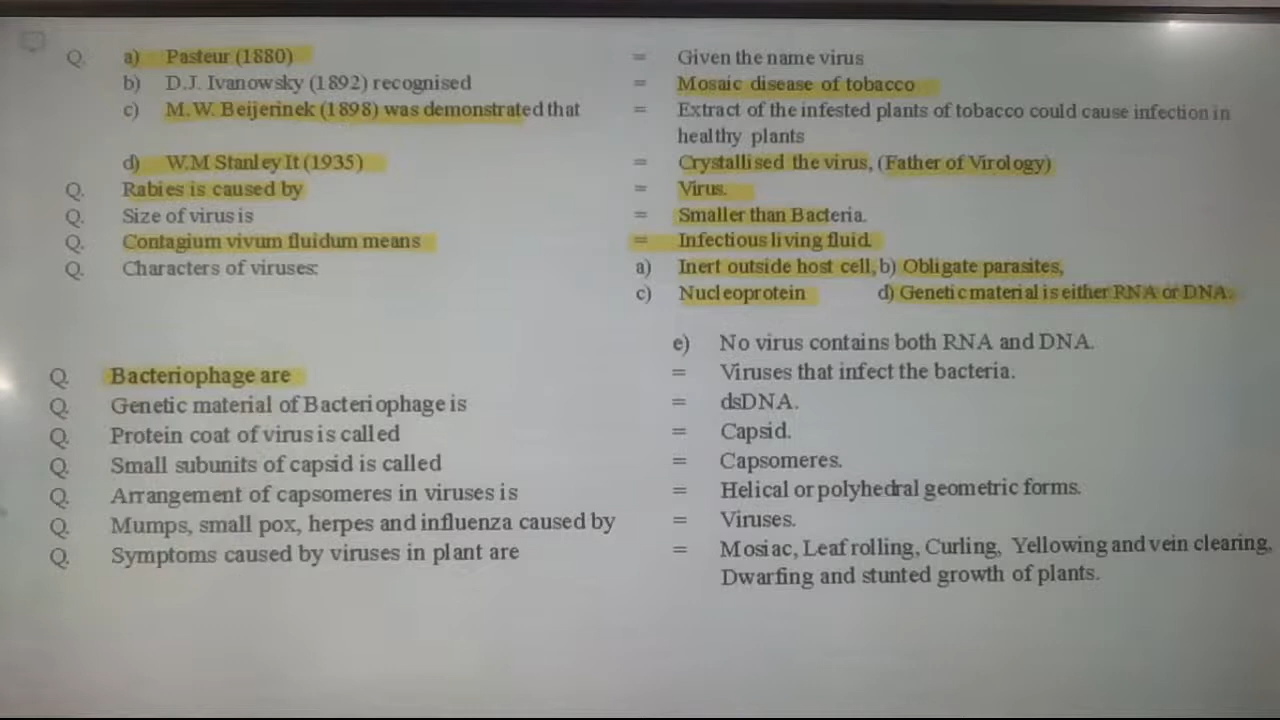 Q. a) Pasteur (1880) = Given the name virus
b) D.J. Ivanowsky (1892) recognised = Mosaic disease of tobacco
c) M.W. Beijerinek (1898) was demonstrated that = Extract of the infested plants of tobacco could cause infection in
healthy plants
d) W.M Stanley It (1935) = Crystallised the virus, (Father of Virology)
Q. Rabies is caused by = Virus.
Q. Size of virus is = Smaller than Bacteria.
Q. Contagium vivum fluidum means = Infectious living fluid.
Q. Characters of viruses: a) Inert outside host cell, b) Obligate parasites,
c) Nucleoprotein d) Genetic material is either RNA or DNA.
e) No virus contains both RNA and DNA.
Q. Bacteriophage are = Viruses that infect the bacteria.
Q. Genetic material of Bacteriophage is = dsDNA.
Q. Protein coat of virus is called = Capsid.
Q. Small subunits of capsid is called = Capsomeres.
Q. Arrangement of capsomeres in viruses is = Helical or polyhedral geometric forms.
Q. Mumps, small pox, herpes and influenza caused by = Viruses.
Q. Symptoms caused by viruses in plant are = Mosiac, Leaf rolling, Curling, Yellowing and vein clearing,
Dwarfing and stunted growth of plants.